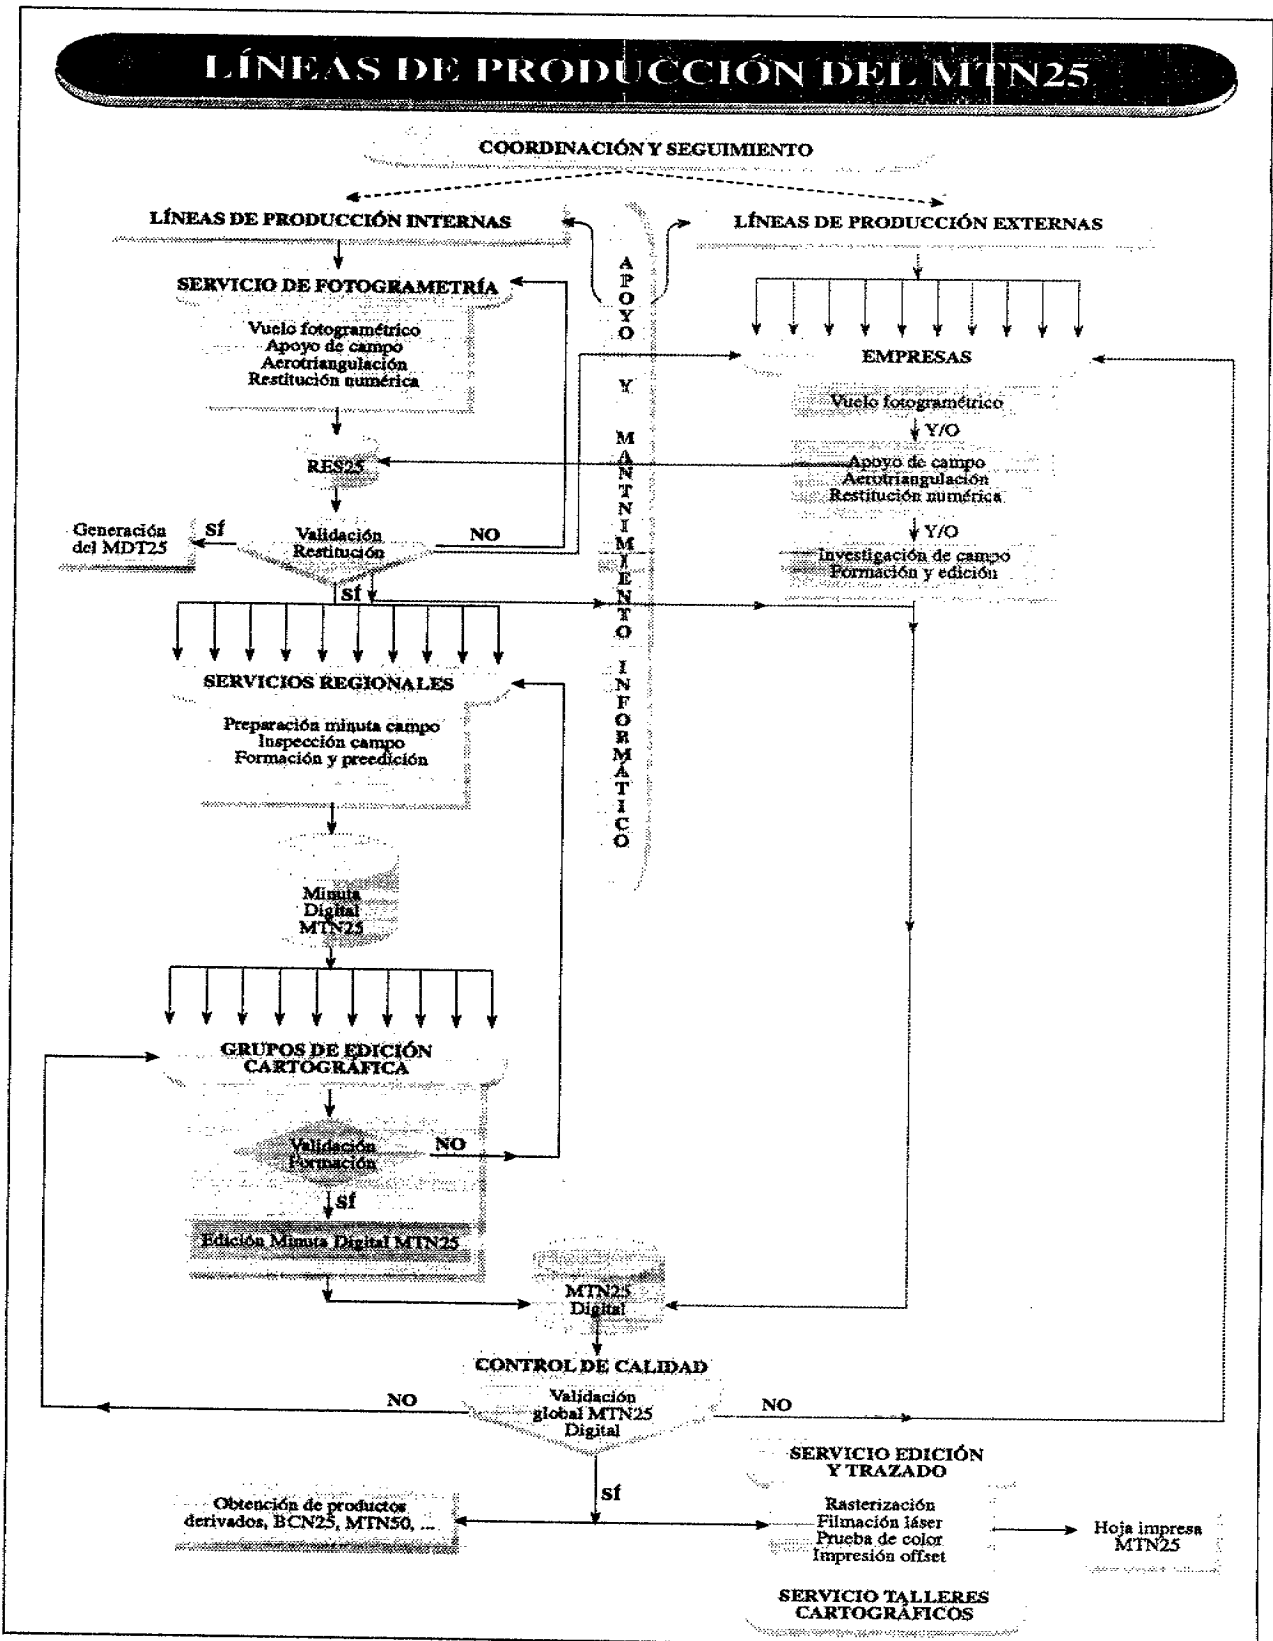 LÍNEAS DE PRODUCCIÓN DEL MTN25
COORDINACIÓN Y SEGUIMIENTO
LÍNEAS DE PRODUCCIÓN INTERNAS
LÍNEAS DE PRODUCCIÓN EXTERNAS
APOYO Y MANTNIMIENTO INFORMÁTICO
SERVICIO DE FOTOGRAMETRÍA
Vuelo fotogramétrico
Apoyo de campo
Aerotriangulación
Restitución numérica
EMPRESAS
Vuelo fotogramétrico
Y/O
Apoyo de campo
Aerotriangulación
Restitución numérica
Y/O
Investigación de campo
Formación y edición
RES25
Generación
del MDT25
sí
Validación
Restitución
NO
sí
SERVICIOS REGIONALES
Preparación minuta campo
Inspección campo
Formación y preedición
Minuta
Digital
MTN25
GRUPOS DE EDICIÓN
CARTOGRÁFICA
Validación
Formación
NO
sí
Edición Minuta Digital MTN25
MTN25
Digital
CONTROL DE CALIDAD
NO
Validación
global MTN25
Digital
NO
sí
Obtención de productos
derivados, BCN25, MTN50, ...
SERVICIO EDICIÓN
Y TRAZADO
Rasterización
Filmación láser
Prueba de color
Impresión offset
Hoja impresa
MTN25
SERVICIO TALLERES
CARTOGRÁFICOS